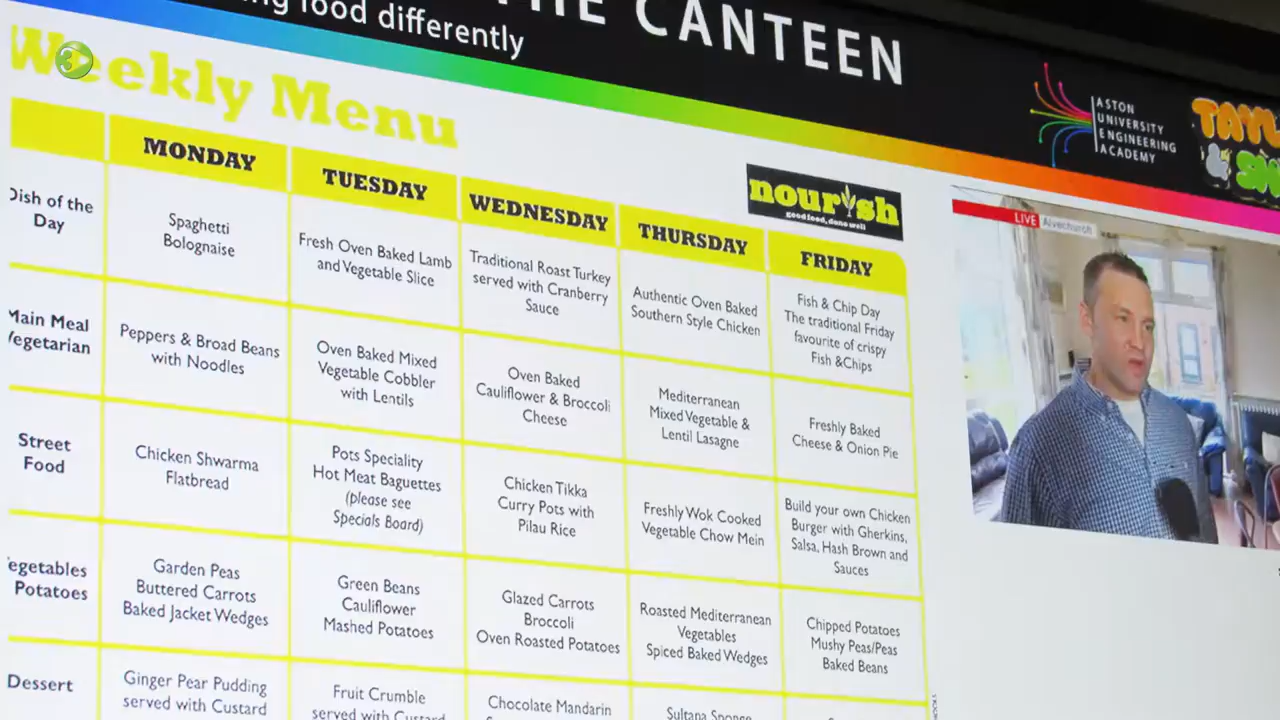 THE CANTEEN
food differently
Weekly Menu
3
ASTON
UNIVERSITY
ENGINEERING
ACADEMY
nourish
good food, done well
LIVE Alvechurch
MONDAY
TUESDAY
WEDNESDAY
THURSDAY
FRIDAY
Dish of the
Day
Spaghetti
Bolognaise
Fresh Oven Baked Lamb
and Vegetable Slice
Traditional Roast Turkey
served with Cranberry
Sauce
Authentic Oven Baked
Southern Style Chicken
Fish & Chip Day
The traditional Friday
favourite of crispy
Fish &Chips
Main Meal
Vegetarian
Peppers & Broad Beans
with Noodles
Oven Baked Mixed
Vegetable Cobbler
with Lentils
Oven Baked
Cauliflower & Broccoli
Cheese
Mediterranean
Mixed Vegetable &
Lentil Lasagne
Freshly Baked
Cheese & Onion Pie
Street
Food
Chicken Shwarma
Flatbread
Pots Speciality
Hot Meat Baguettes
(please see
Specials Board)
Chicken Tikka
Curry Pots with
Pilau Rice
Freshly Wok Cooked
Vegetable Chow Mein
Build your own Chicken
Burger with Gherkins,
Salsa, Hash Brown and
Sauces
egetables
Potatoes
Garden Peas
Buttered Carrots
Baked Jacket Wedges
Green Beans
Cauliflower
Mashed Potatoes
Glazed Carrots
Broccoli
Oven Roasted Potatoes
Roasted Mediterranean
Vegetables
Spiced Baked Wedges
Chipped Potatoes
Mushy Peas/Peas
Baked Beans
Dessert
Ginger Pear Pudding
served with Custard
Fruit Crumble
served with Custard
Chocolate Mandarin
Sultana Sponge